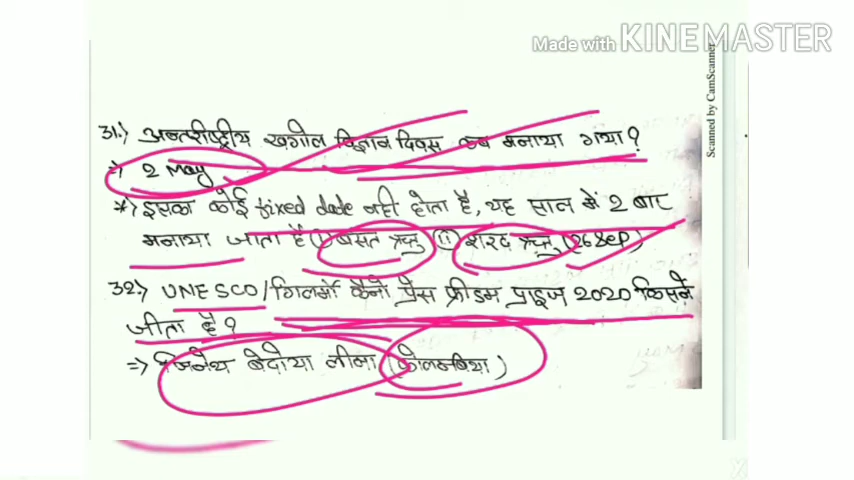 Made with KINEMASTER
Scanned by CamScanner
31:) अन्तर्राष्ट्रीय खगोल विज्ञान दिवस कब मनाया गया?
⇒ 2 May
*:) इसका कोई fixed date नही होता है, यह साल में 2 बार
मनाया जाता है (i) बसंत ऋतु (ii) शरद ऋतु (26 Sep)
32:) UNESCO/गिलर्मो कैनो प्रेस फ्रीडम प्राइज 2020 किसने
जीता है?
⇒ जिनेथ बेदोया लीमा (कोलम्बिया)